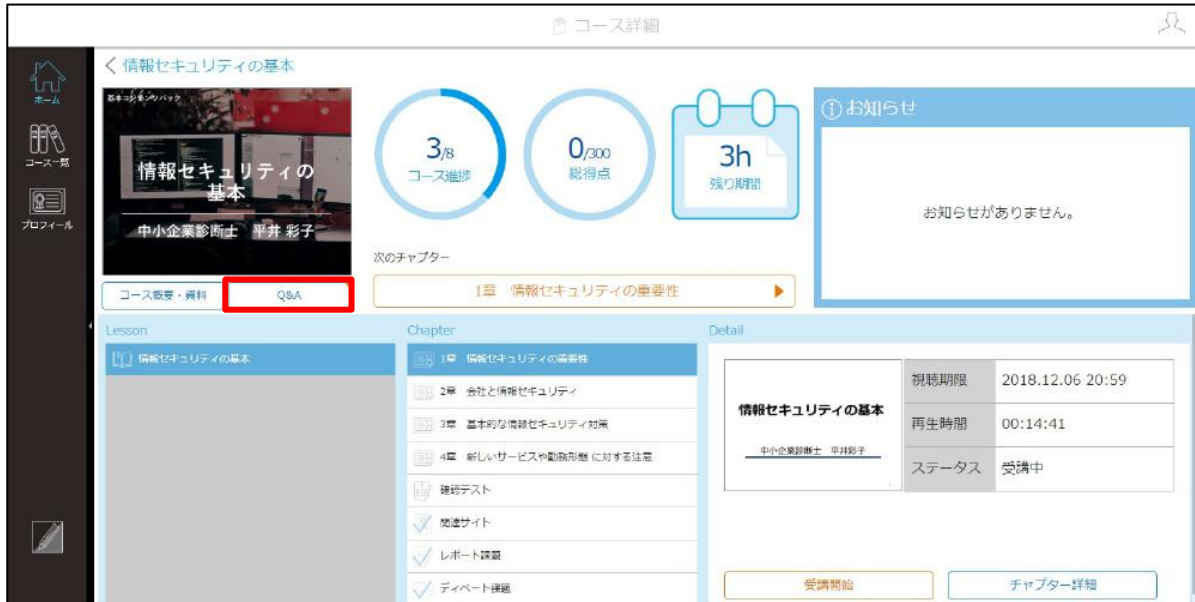 コース詳細
ホーム
コース一覧
プロフィール
情報セキュリティの基本
基本コンテンツパック
情報セキュリティの
基本
中小企業診断士 平井 彩子
コース概要・資料
Q&A
3/8
コース進捗
0/300
総得点
3h
残り期間
次のチャプター
1章 情報セキュリティの重要性
お知らせ
お知らせがありません。
Lesson
情報セキュリティの基本
Chapter
1章 情報セキュリティの重要性
2章 会社と情報セキュリティ
3章 基本的な情報セキュリティ対策
4章 新しいサービスや勤務形態 に対する注意
確認テスト
関連サイト
レポート課題
ディベート課題
Detail
情報セキュリティの基本
中小企業診断士 平井彩子
視聴期限 2018.12.06 20:59
再生時間 00:14:41
ステータス 受講中
受講開始
チャプター詳細